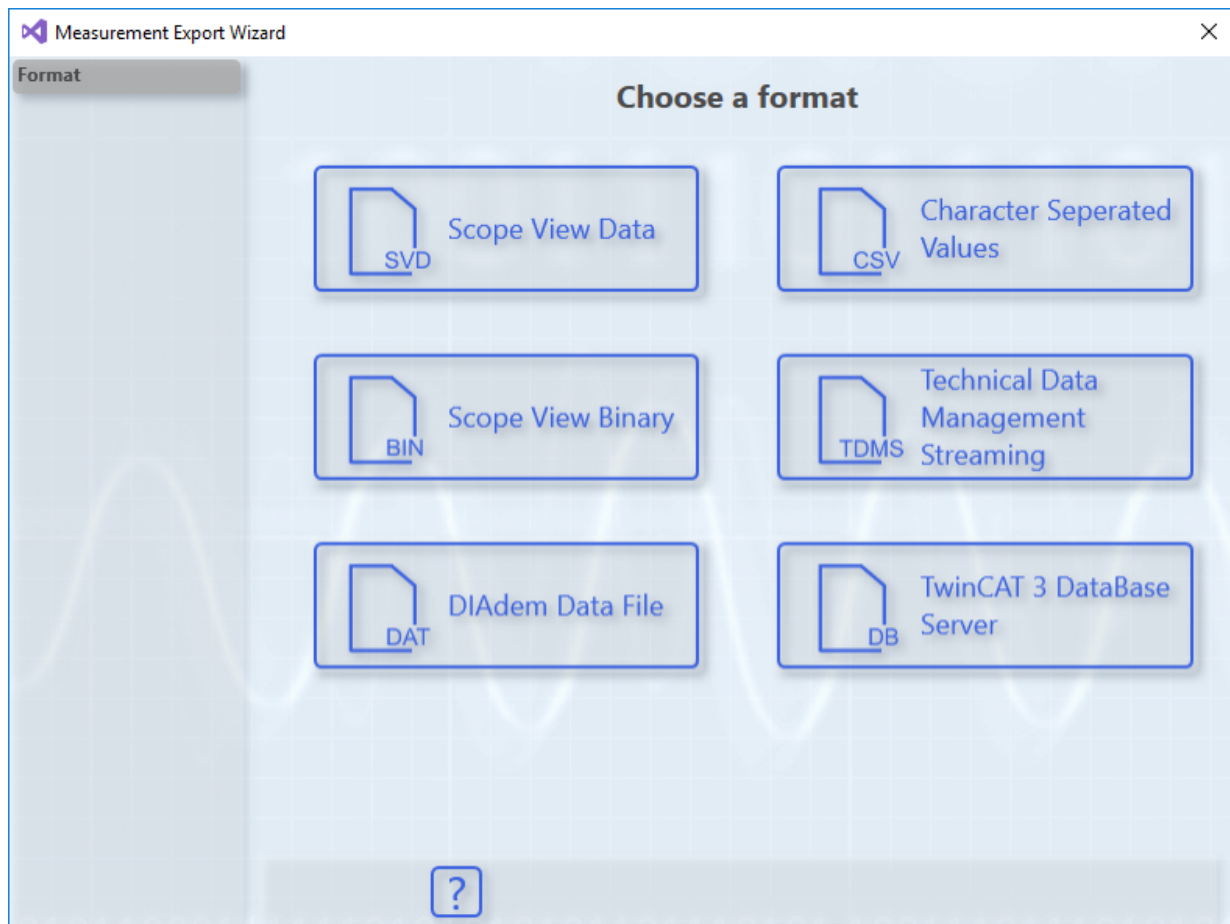 Measurement Export Wizard
Format
Choose a format
Scope View Data
SVD
Character Seperated
Values
CSV
Scope View Binary
BIN
Technical Data
Management
Streaming
TDMS
DIAdem Data File
DAT
TwinCAT 3 DataBase
Server
DB
?